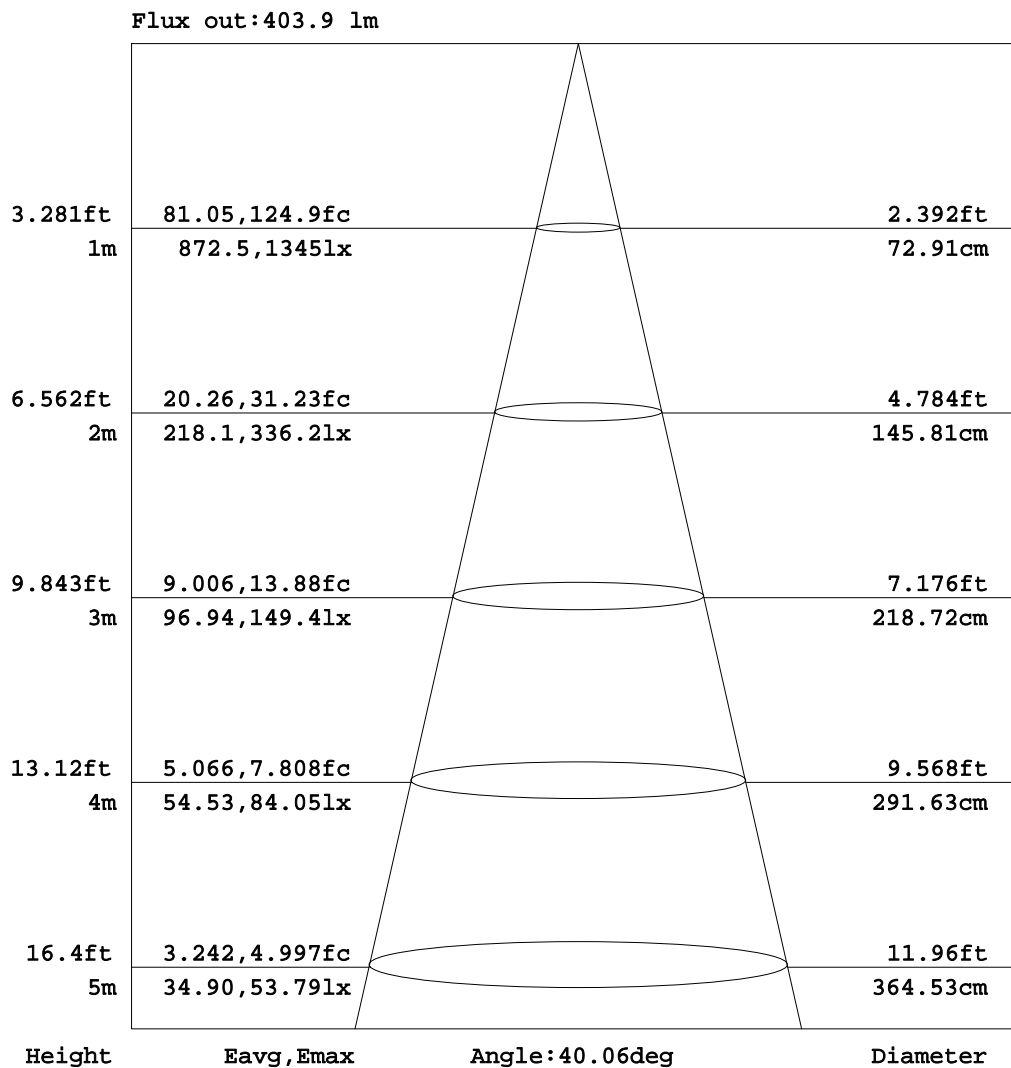 Flux out:403.9 lm
3.281ft 81.05,124.9fc 2.392ft
1m 872.5,1345lx 72.91cm
6.562ft 20.26,31.23fc 4.784ft
2m 218.1,336.2lx 145.81cm
9.843ft 9.006,13.88fc 7.176ft
3m 96.94,149.4lx 218.72cm
13.12ft 5.066,7.808fc 9.568ft
4m 54.53,84.05lx 291.63cm
16.4ft 3.242,4.997fc 11.96ft
5m 34.90,53.79lx 364.53cm
Height Eavg,Emax Angle:40.06deg Diameter